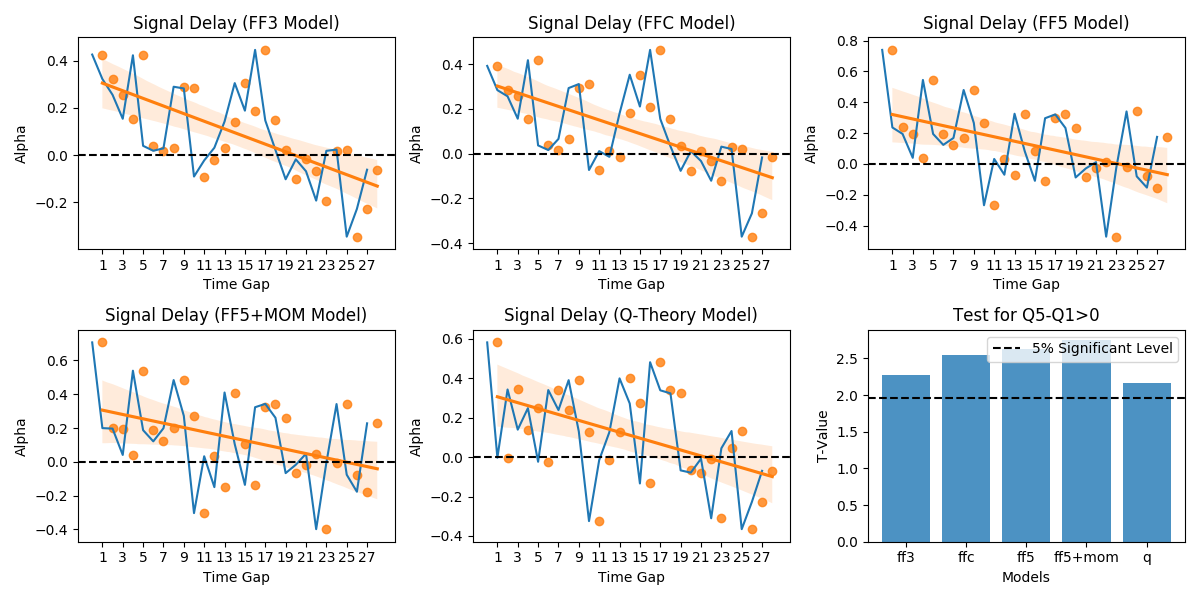 Signal Delay (FF3 Model)
Alpha
0.4
0.2
0.0
−0.2
1 3 5 7 9 11 13 15 17 19 21 23 25 27
Time Gap
Signal Delay (FFC Model)
Alpha
0.4
0.2
0.0
−0.2
−0.4
1 3 5 7 9 11 13 15 17 19 21 23 25 27
Time Gap
Signal Delay (FF5 Model)
Alpha
0.8
0.6
0.4
0.2
0.0
−0.2
−0.4
1 3 5 7 9 11 13 15 17 19 21 23 25 27
Time Gap
Signal Delay (FF5+MOM Model)
Alpha
0.6
0.4
0.2
0.0
−0.2
−0.4
1 3 5 7 9 11 13 15 17 19 21 23 25 27
Time Gap
Signal Delay (Q-Theory Model)
Alpha
0.6
0.4
0.2
0.0
−0.2
−0.4
1 3 5 7 9 11 13 15 17 19 21 23 25 27
Time Gap
Test for Q5-Q1>0
5% Significant Level
T-Value
2.5
2.0
1.5
1.0
0.5
0.0
ff3 ffc ff5 ff5+mom q
Models